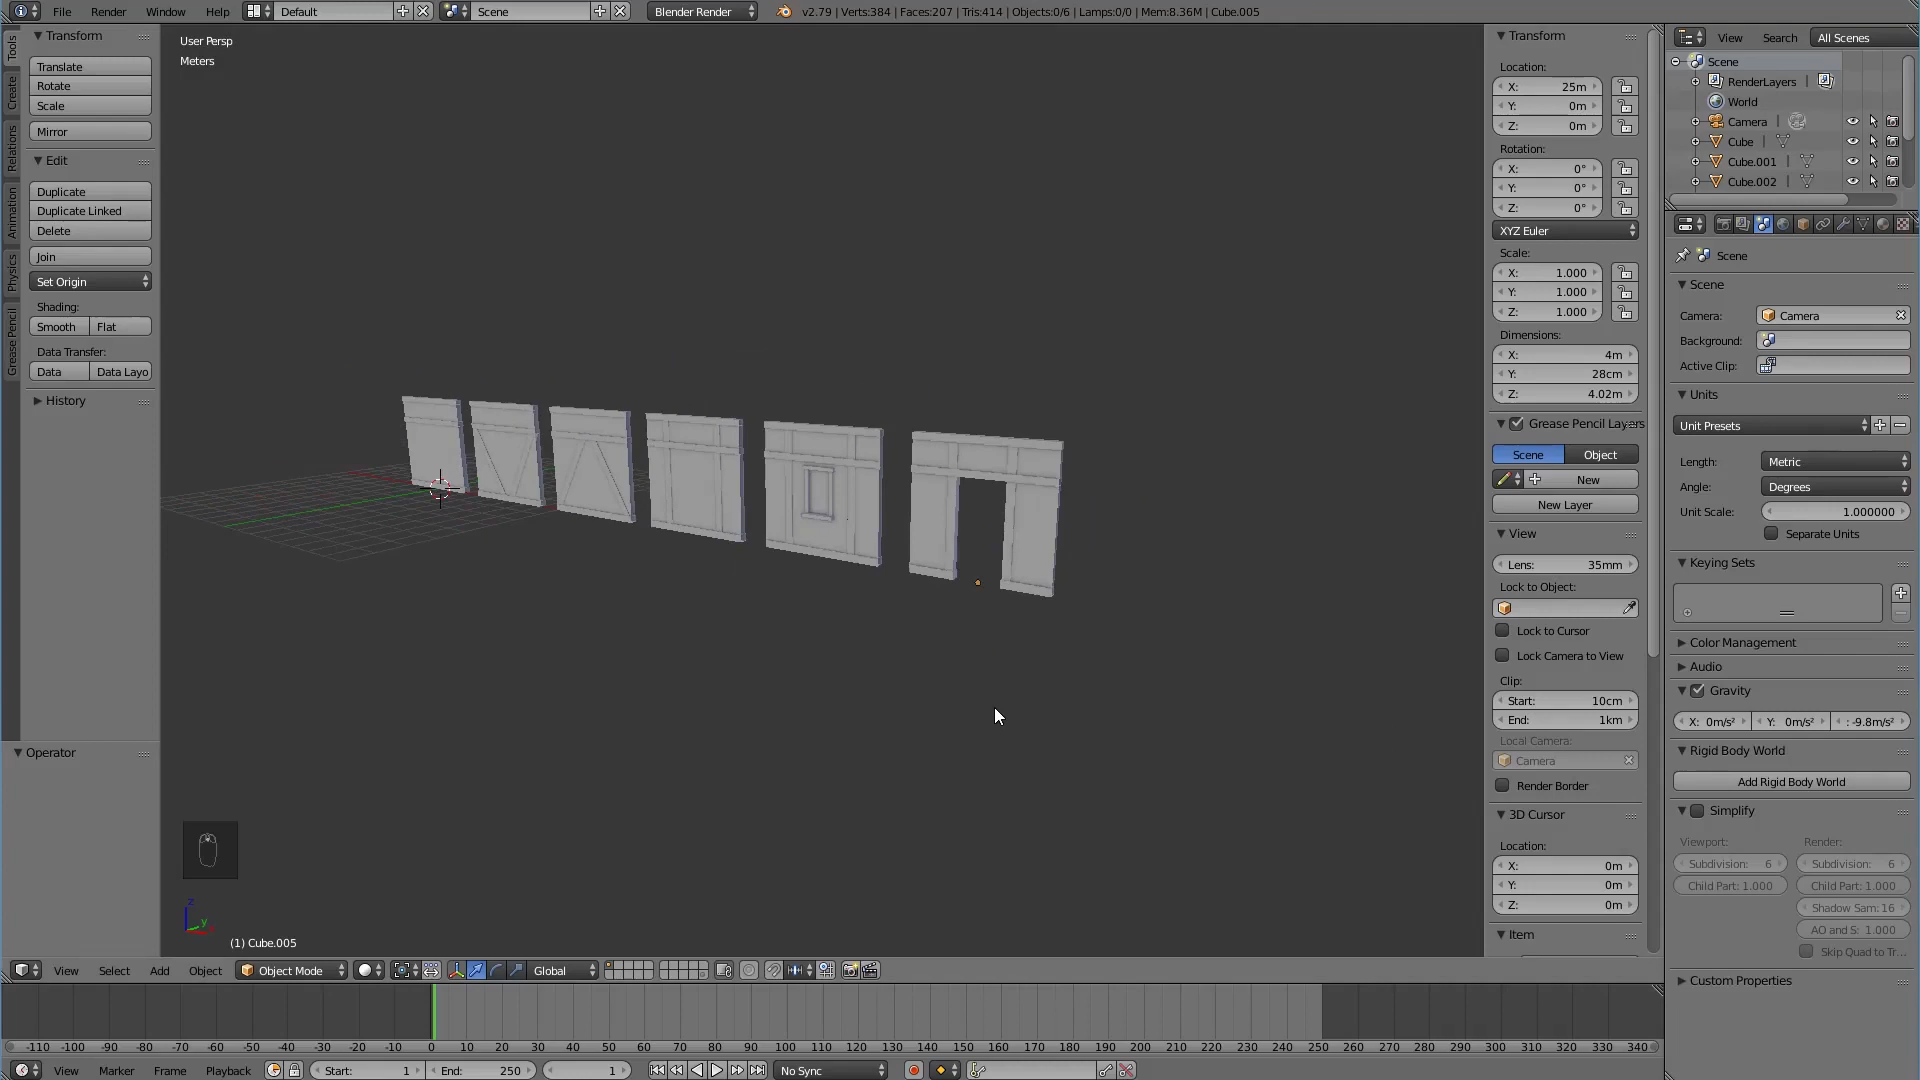 File Render Window Help Default Scene Blender Render v2.79 | Verts:384 | Faces:207 | Tris:414 | Objects:0/6 | Lamps:0/0 | Mem:8.36M | Cube.005
Tools
Create
Relations
Animation
Physics
Grease Pencil
Transform
Translate
Rotate
Scale
Mirror
Edit
Duplicate
Duplicate Linked
Delete
Join
Set Origin
Shading:
Smooth Flat
Data Transfer:
Data Data Layo
History
Operator
User Persp
Meters
z
y
(1) Cube.005
Transform
Location:
X: 25m
Y: 0m
Z: 0m
Rotation:
X: 0°
Y: 0°
Z: 0°
XYZ Euler
Scale:
X: 1.000
Y: 1.000
Z: 1.000
Dimensions:
X: 4m
Y: 28cm
Z: 4.02m
Grease Pencil Layers
Scene Object
New
New Layer
View
Lens: 35mm
Lock to Object:
Lock to Cursor
Lock Camera to View
Clip:
Start: 10cm
End: 1km
Local Camera:
Camera
Render Border
3D Cursor
Location:
X: 0m
Y: 0m
Z: 0m
Item
View Search All Scenes
Scene
RenderLayers
World
Camera
Cube
Cube.001
Cube.002
Scene
Scene
Camera: Camera
Background:
Active Clip:
Units
Unit Presets
Length: Metric
Angle: Degrees
Unit Scale: 1.000000
Separate Units
Keying Sets
Color Management
Audio
Gravity
X: 0m/s² Y: 0m/s² : -9.8m/s²
Rigid Body World
Add Rigid Body World
Simplify
Viewport: Render:
Subdivision: 6 Subdivision: 6
Child Part: 1.000 Child Part: 1.000
Shadow Sam: 16
AO and S: 1.000
Skip Quad to Tr...
Custom Properties
View Select Add Object Object Mode Global
-110 -100 -90 -80 -70 -60 -50 -40 -30 -20 -10 0 10 20 30 40 50 60 70 80 90 100 110 120 130 140 150 160 170 180 190 200 210 220 230 240 250 260 270 280 290 300 310 320 330 340
View Marker Frame Playback Start: 1 End: 250 1 No Sync